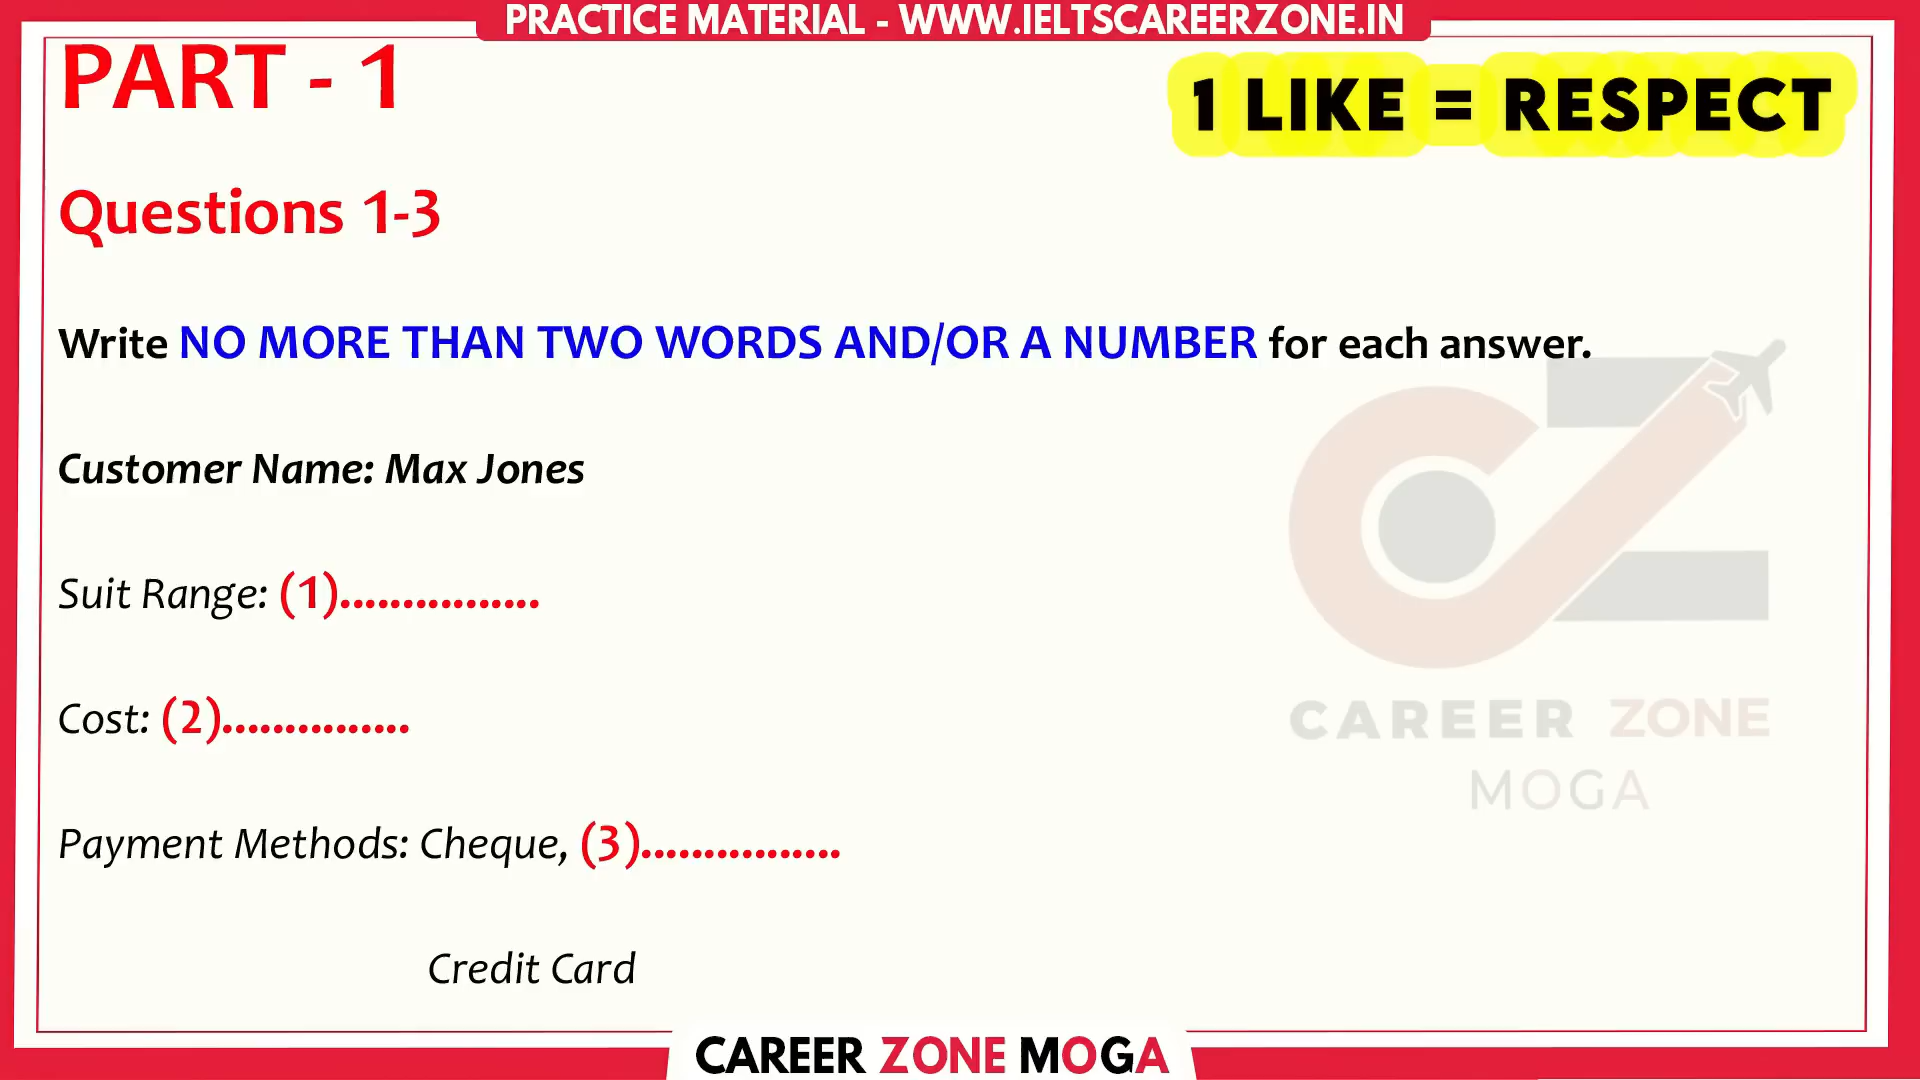 PRACTICE MATERIAL - WWW.IELTSCAREERZONE.IN
PART - 1
1 LIKE = RESPECT
Questions 1-3
Write NO MORE THAN TWO WORDS AND/OR A NUMBER for each answer.
Customer Name: Max Jones
Suit Range: (1)................
Cost: (2)...............
Payment Methods: Cheque, (3)................
Credit Card
CAREER ZONE
MOGA
CAREER ZONE MOGA